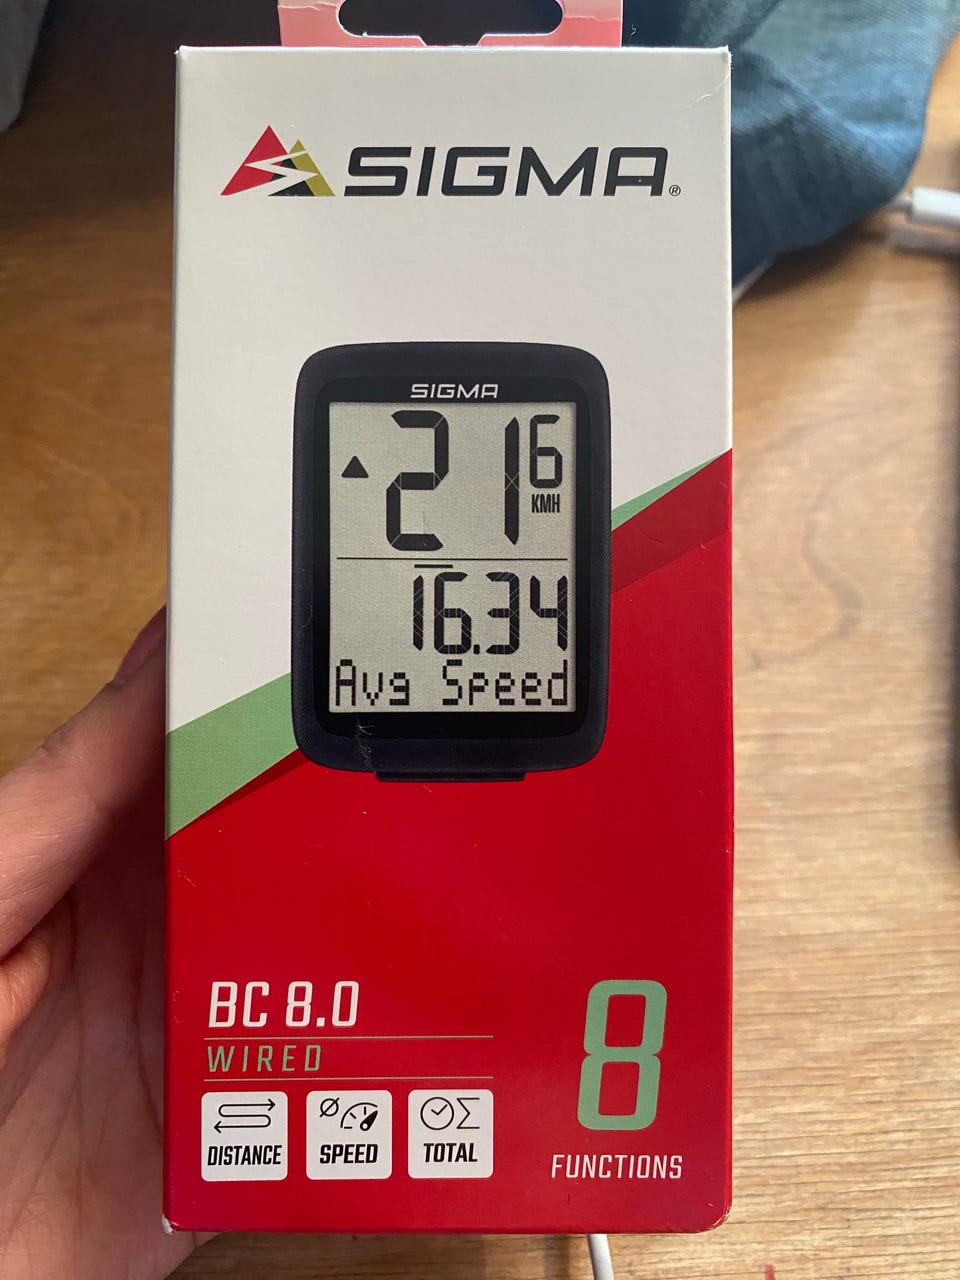 SIGMA®
SIGMA
21 6
KMH
16.34
Avg Speed
BC 8.0
WIRED
8
FUNCTIONS
DISTANCE
SPEED
TOTAL